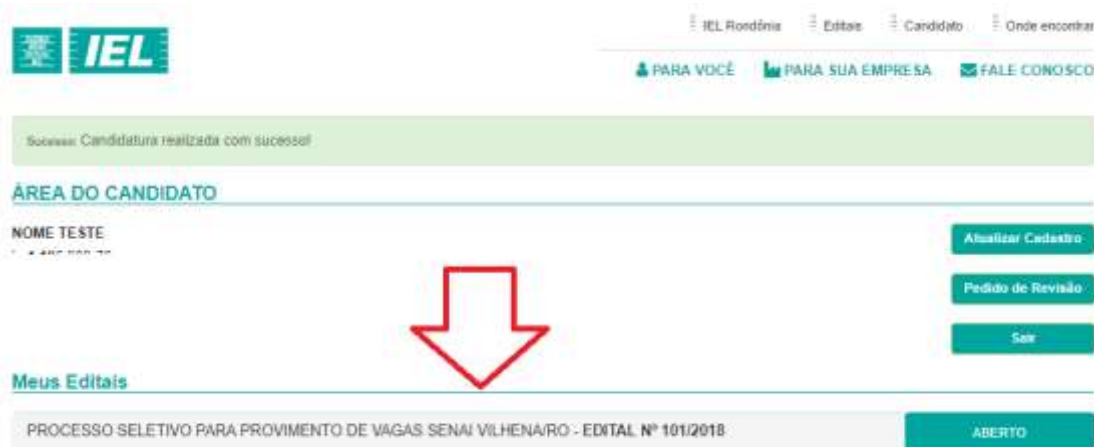 IEL Rondônia Editais Candidato Onde encontrar
IEL
PARA VOCÊ PARA SUA EMPRESA FALE CONOSCO
Sucesso: Candidatura realizada com sucesso!
ÁREA DO CANDIDATO
NOME TESTE
Atualizar Cadastro
Pedido de Revisão
Sair
Meus Editais
PROCESSO SELETIVO PARA PROVIMENTO DE VAGAS SENAI VILHENA/RO - EDITAL Nº 101/2018
ABERTO